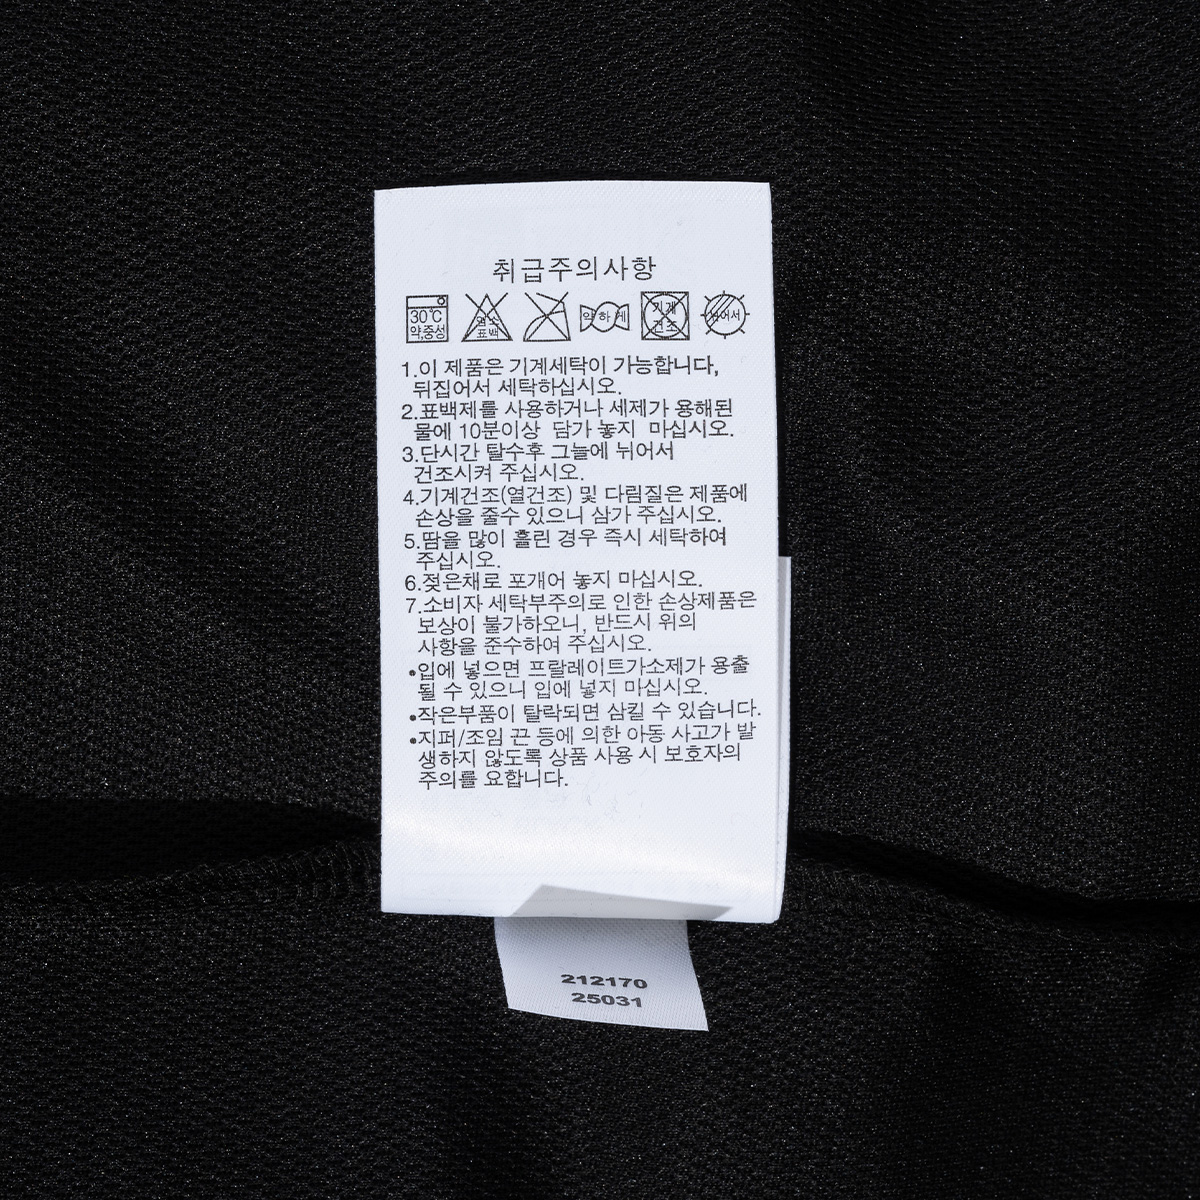 취급주의사항
30℃
약,중성
염소
표백
약하게
기계
건조
뉘어서
1.이 제품은 기계세탁이 가능합니다,
뒤집어서 세탁하십시오.
2.표백제를 사용하거나 세제가 용해된
물에 10분이상 담가 놓지 마십시오.
3.단시간 탈수후 그늘에 뉘어서
건조시켜 주십시오.
4.기계건조(열건조) 및 다림질은 제품에
손상을 줄수 있으니 삼가 주십시오.
5.땀을 많이 흘린 경우 즉시 세탁하여
주십시오.
6.젖은채로 포개어 놓지 마십시오.
7.소비자 세탁부주의로 인한 손상제품은
보상이 불가하오니, 반드시 위의
사항을 준수하여 주십시오.
•입에 넣으면 프탈레이트가소제가 용출
될 수 있으니 입에 넣지 마십시오.
•작은부품이 탈락되면 삼킬 수 있습니다.
•지퍼/조임 끈 등에 의한 아동 사고가 발
생하지 않도록 상품 사용 시 보호자의
주의를 요합니다.
212170
25031